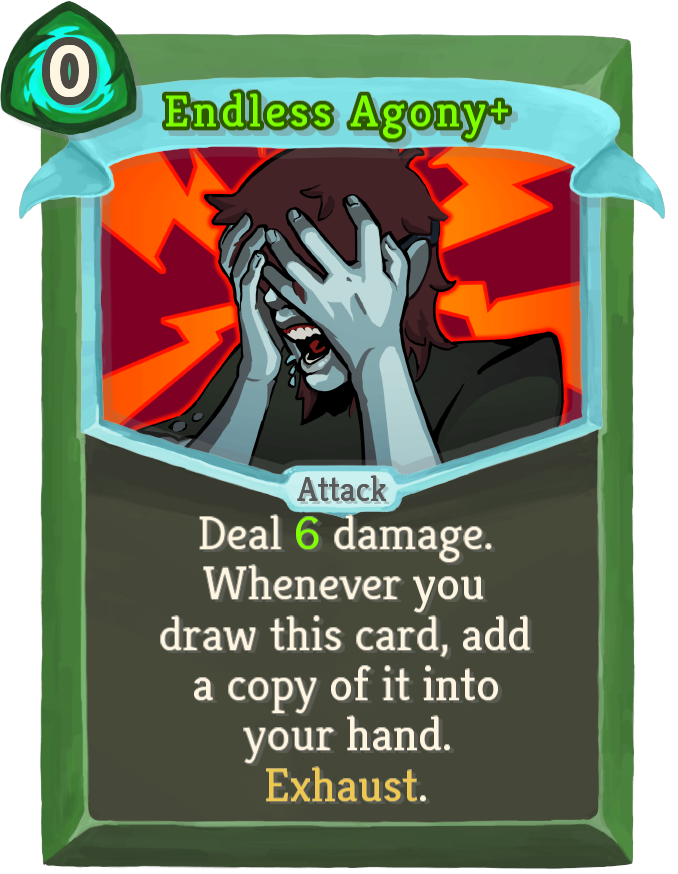 0
Endless Agony+
Attack
Deal 6 damage.
Whenever you
draw this card, add
a copy of it into
your hand.
Exhaust.